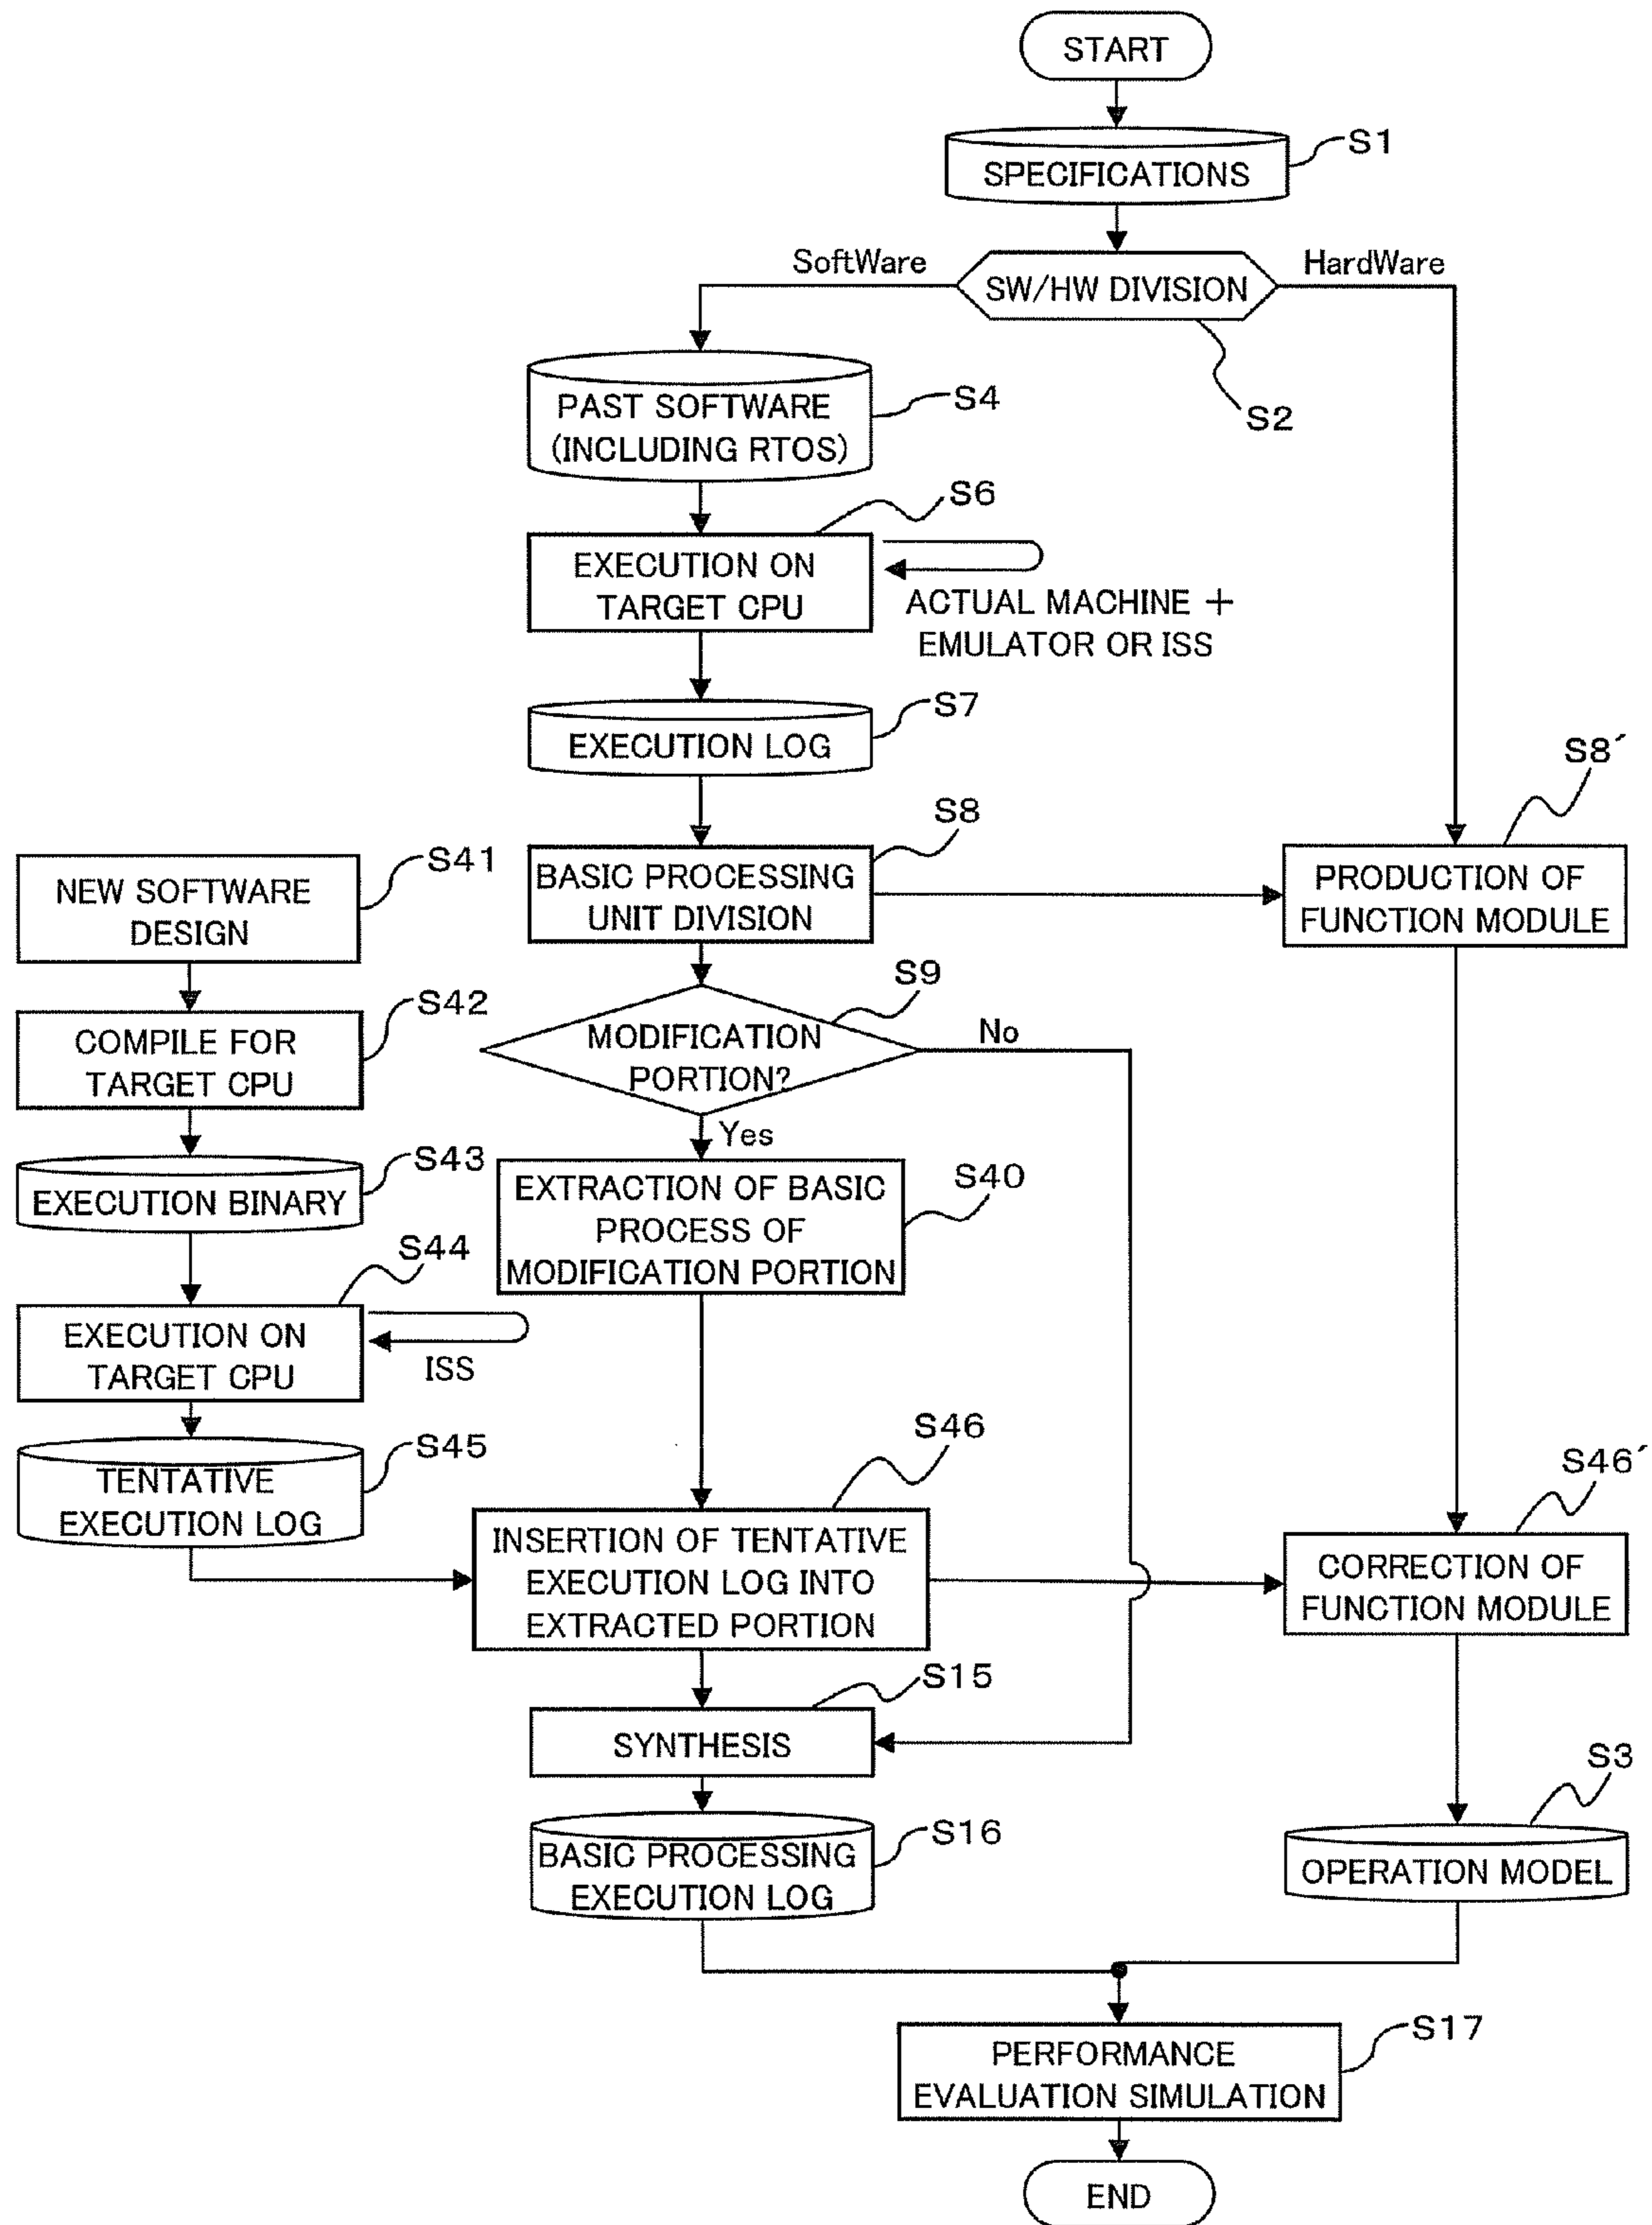 START
SPECIFICATIONS
S1
SoftWare
SW/HW DIVISION
HardWare
S2
PAST SOFTWARE
(INCLUDING RTOS)
S4
EXECUTION ON
TARGET CPU
S6
ACTUAL MACHINE +
EMULATOR OR ISS
EXECUTION LOG
S7
BASIC PROCESSING
UNIT DIVISION
S8
PRODUCTION OF
FUNCTION MODULE
S8´
NEW SOFTWARE
DESIGN
S41
COMPILE FOR
TARGET CPU
S42
EXECUTION BINARY
S43
EXECUTION ON
TARGET CPU
S44
ISS
TENTATIVE
EXECUTION LOG
S45
MODIFICATION
PORTION?
S9
No
Yes
EXTRACTION OF BASIC
PROCESS OF
MODIFICATION PORTION
S40
INSERTION OF TENTATIVE
EXECUTION LOG INTO
EXTRACTED PORTION
S46
CORRECTION OF
FUNCTION MODULE
S46´
SYNTHESIS
S15
BASIC PROCESSING
EXECUTION LOG
S16
OPERATION MODEL
S3
PERFORMANCE
EVALUATION SIMULATION
S17
END